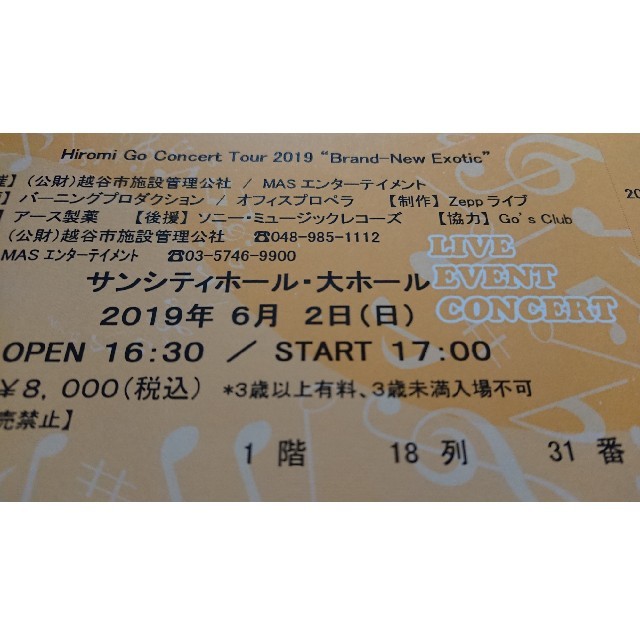 Hiromi Go Concert Tour 2019 “Brand-New Exotic”
】（公財）越谷市施設管理公社 / MASエンターテイメント
】バーニングプロダクション / オフィスプロペラ 【制作】Zeppライブ
】アース製薬 【後援】ソニー・ミュージックレコーズ 【協力】Go's Club
（公財）越谷市施設管理公社 ☎048-985-1112
MASエンターテイメント ☎03-5746-9900
サンシティホール・大ホール
2019年 6月 2日(日)
OPEN 16:30 / START 17:00
¥8,000(税込) *3歳以上有料、3歳未満入場不可
売禁止】
1 階 18 列 31 番
LIVE
EVENT
CONCERT
20